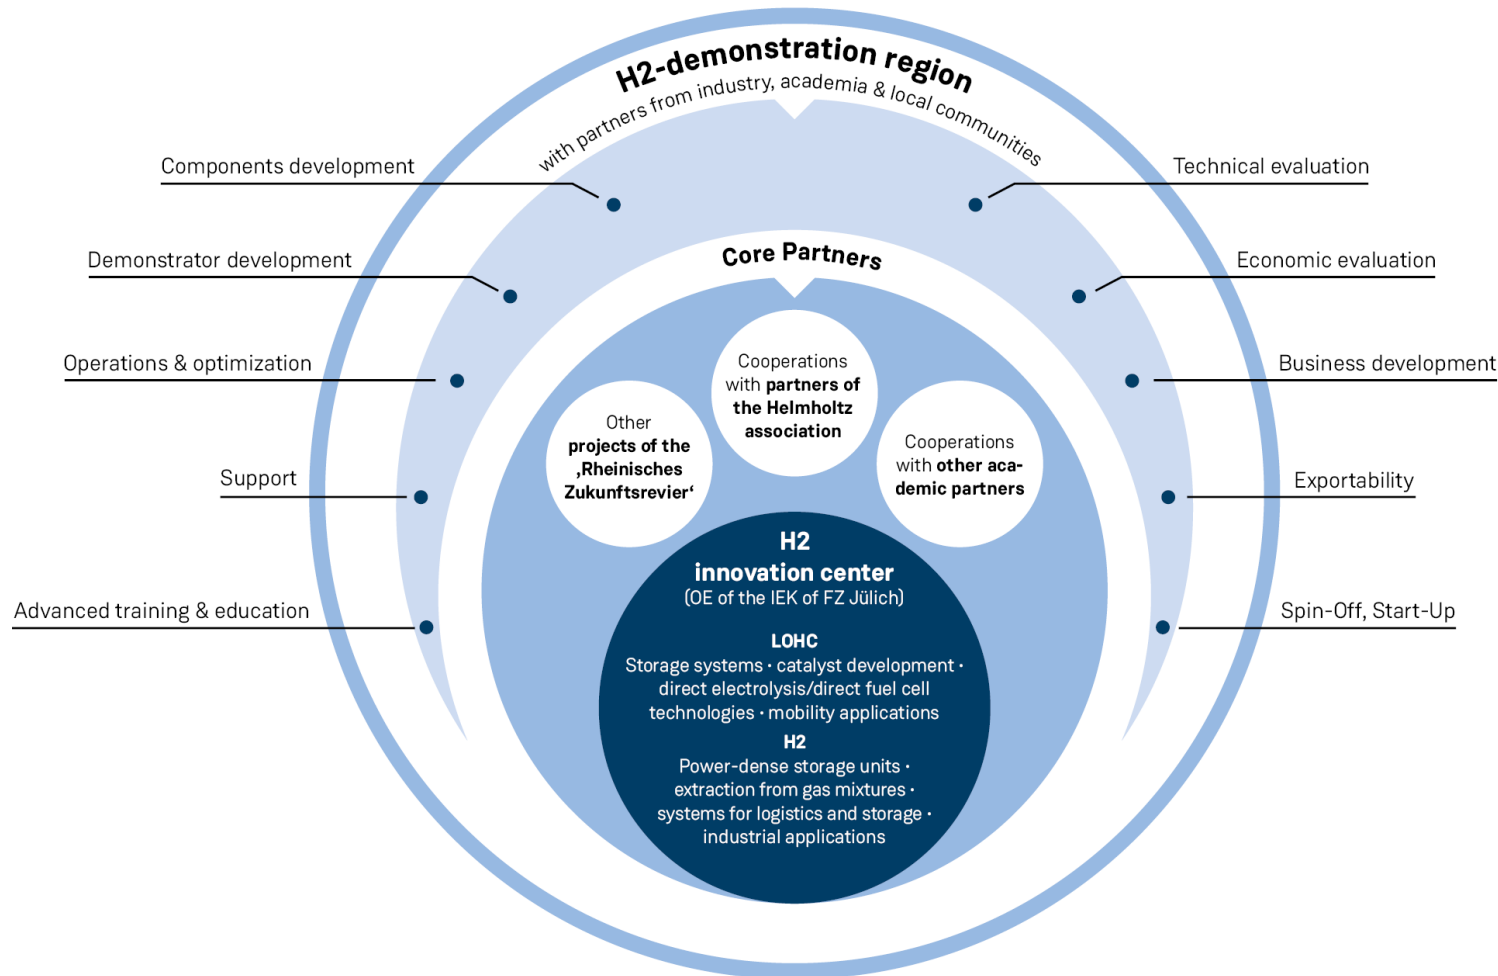 H2-demonstration region
with partners from industry, academia & local communities
Components development
Demonstrator development
Operations & optimization
Support
Advanced training & education
Technical evaluation
Economic evaluation
Business development
Exportability
Spin-Off, Start-Up
Core Partners
Other
projects of the
‚Rheinisches
Zukunftsrevier‘
Cooperations
with partners of
the Helmholtz
association
Cooperations
with other aca-
demic partners
H2
innovation center
(OE of the IEK of FZ Jülich)
LOHC
Storage systems · catalyst development ·
direct electrolysis/direct fuel cell
technologies · mobility applications
H2
Power-dense storage units ·
extraction from gas mixtures ·
systems for logistics and storage ·
industrial applications